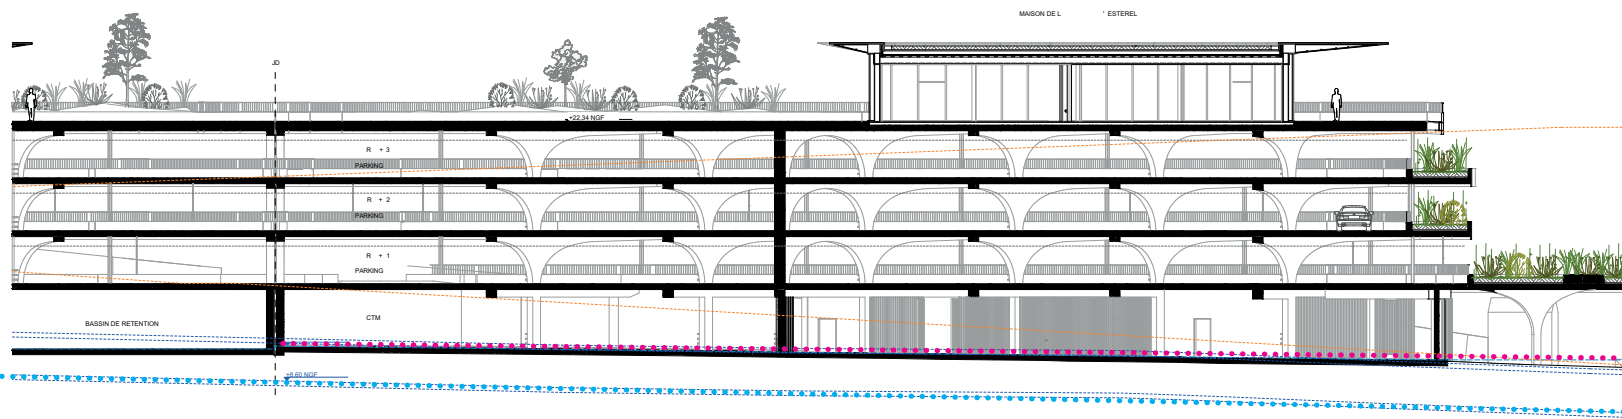 MAISON DE L ' ESTEREL
JD
+22,34 NGF
R + 3
PARKING
R + 2
PARKING
R + 1
PARKING
BASSIN DE RETENTION
CTM
+8.60 NGF